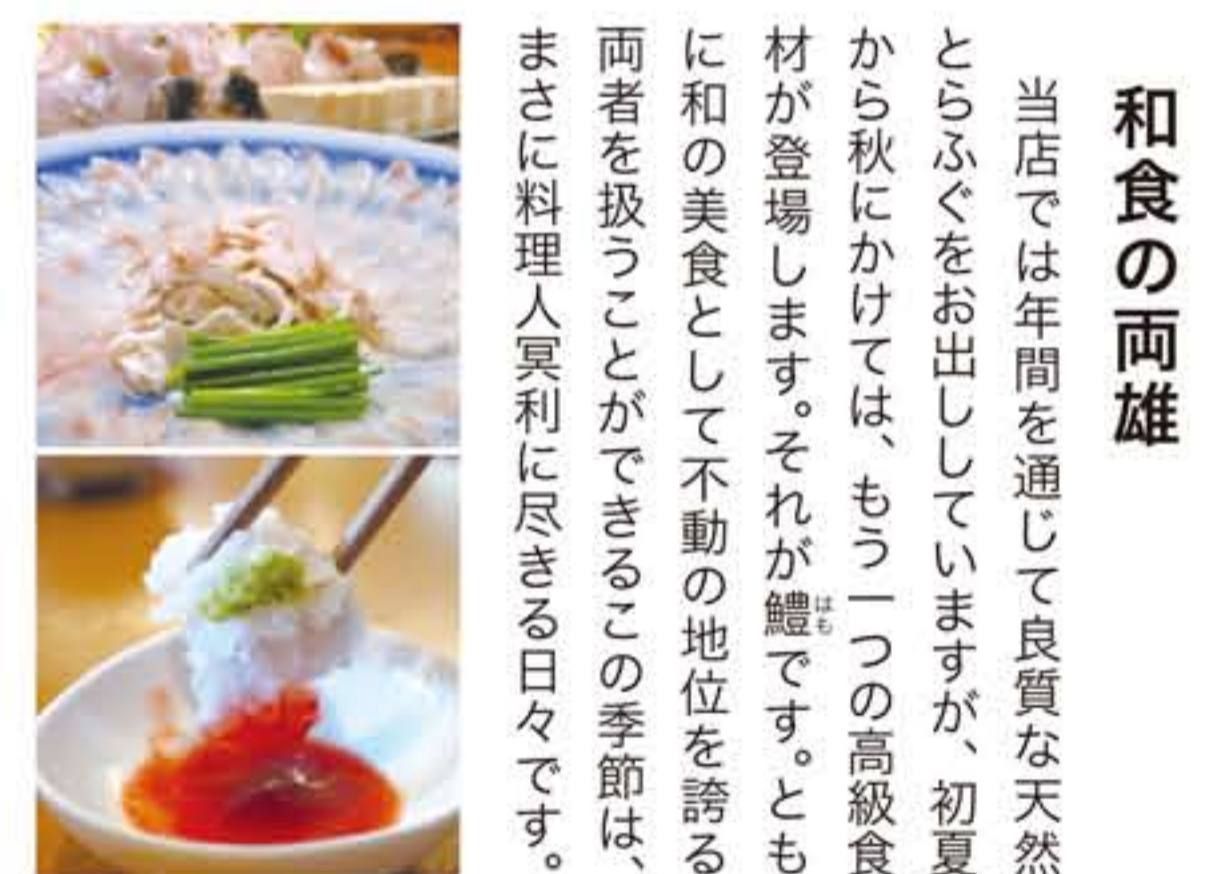 和食の両雄
当店では年間を通じて良質な天然
とらふぐをお出ししていますが、初夏
から秋にかけては、もう一つの高級食
材が登場します。それが鱧です。とも
はも
に和の美食として不動の地位を誇る
両者を扱うことができるこの季節は、
まさに料理人冥利に尽きる日々です。